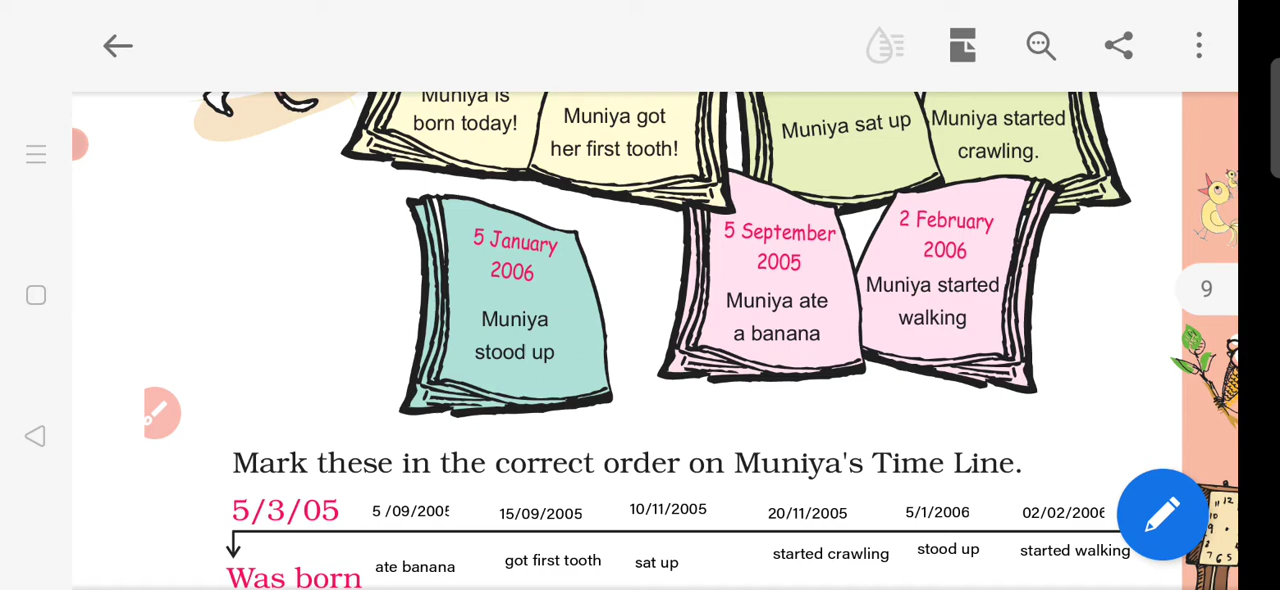 Muniya is
born today!
Muniya got
her first tooth!
Muniya sat up
Muniya started
crawling.
5 January
2006
Muniya
stood up
5 September
2005
Muniya ate
a banana
2 February
2006
Muniya started
walking
9
Mark these in the correct order on Muniya's Time Line.
5/3/05
5 /09/2005
15/09/2005
10/11/2005
20/11/2005
5/1/2006
02/02/2006
Was born
ate banana
got first tooth
sat up
started crawling
stood up
started walking